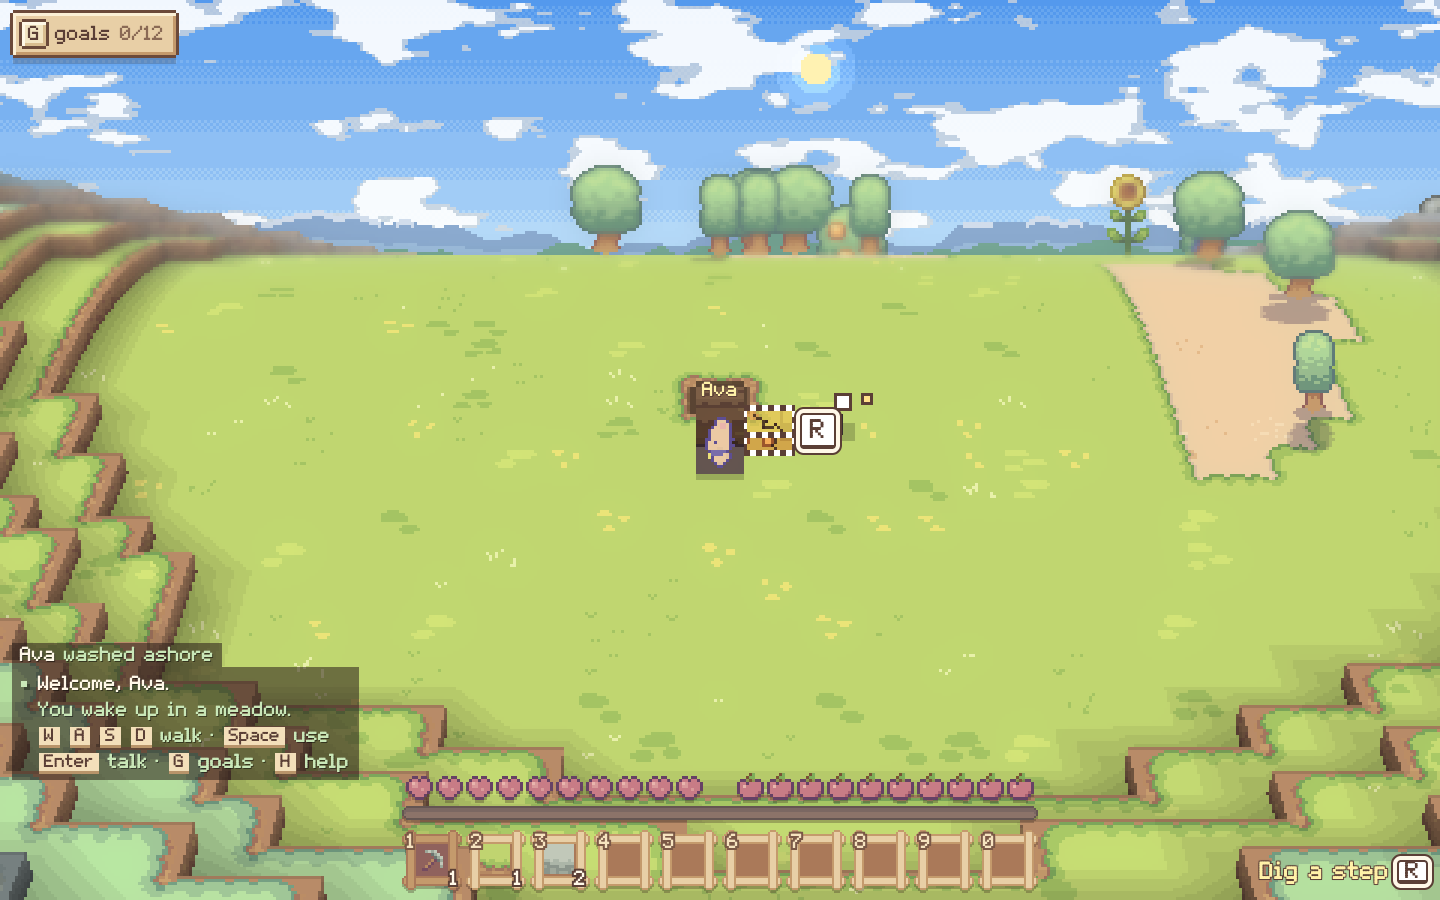 G goals 0/12
Ava
R
Ava washed ashore
Welcome, Ava.
You wake up in a meadow.
W A S D walk · Space use
Enter talk · G goals · H help
1 2 3 4 5 6 7 8 9 0
1 1 2
Dig a step R